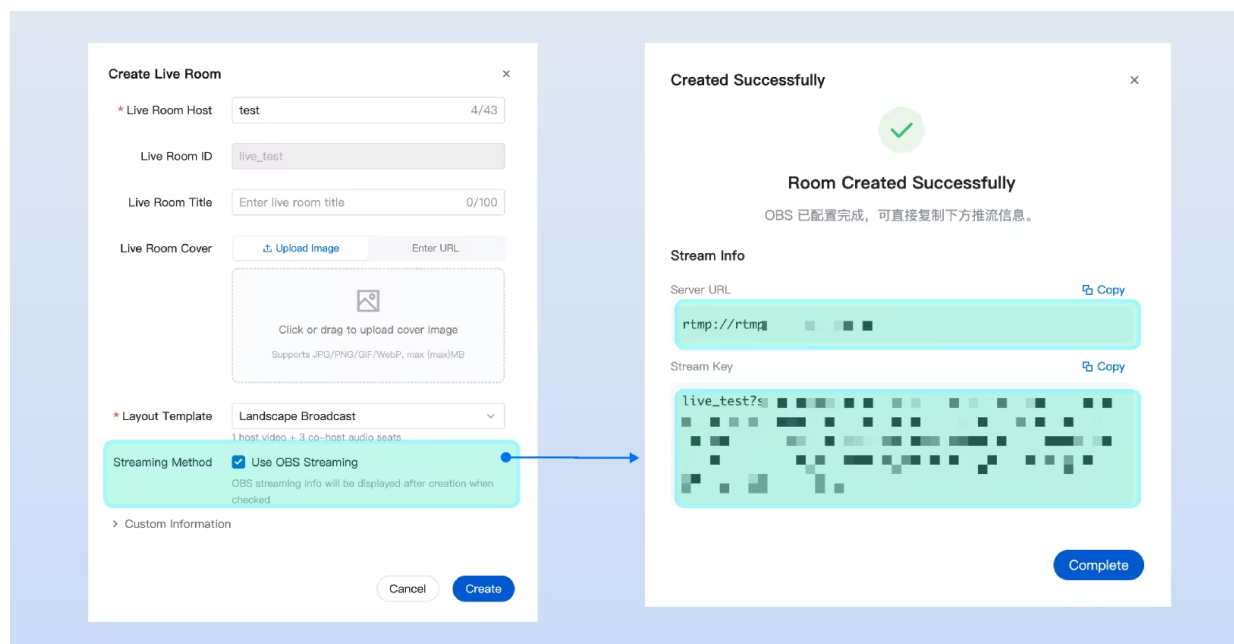 Create Live Room
* Live Room Host test 4/43
Live Room ID live_test
Live Room Title Enter live room title 0/100
Live Room Cover Upload Image Enter URL
Click or drag to upload cover image
Supports JPG/PNG/GIF/WebP, max {max}MB
* Layout Template Landscape Broadcast
1 host video + 3 co-host audio seats
Streaming Method Use OBS Streaming
OBS streaming info will be displayed after creation when
checked
Custom Information
Cancel Create
Created Successfully
Room Created Successfully
OBS 已配置完成，可直接复制下方推流信息。
Stream Info
Server URL Copy
rtmp://rtmp
Stream Key Copy
live_test?s
Complete